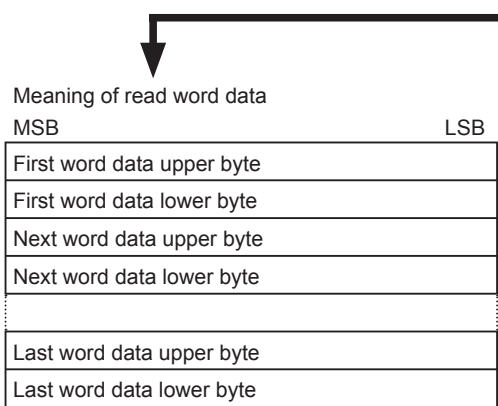 Meaning of read word data
MSB LSB
First word data upper byte
First word data lower byte
Next word data upper byte
Next word data lower byte
Last word data upper byte
Last word data lower byte